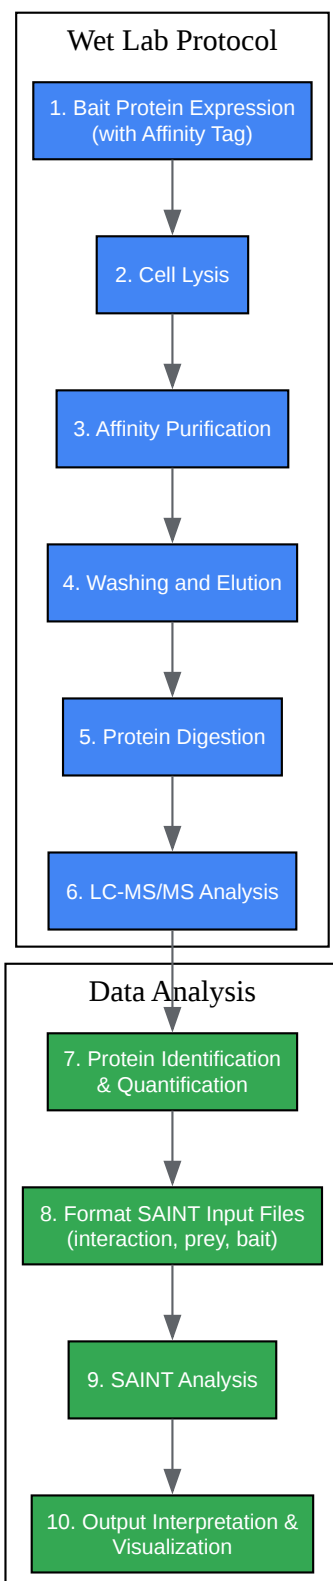 Wet Lab Protocol
1. Bait Protein Expression
(with Affinity Tag)
2. Cell Lysis
3. Affinity Purification
4. Washing and Elution
5. Protein Digestion
6. LC-MS/MS Analysis
Data Analysis
7. Protein Identification
& Quantification
8. Format SAINT Input Files
(interaction, prey, bait)
9. SAINT Analysis
10. Output Interpretation &
Visualization